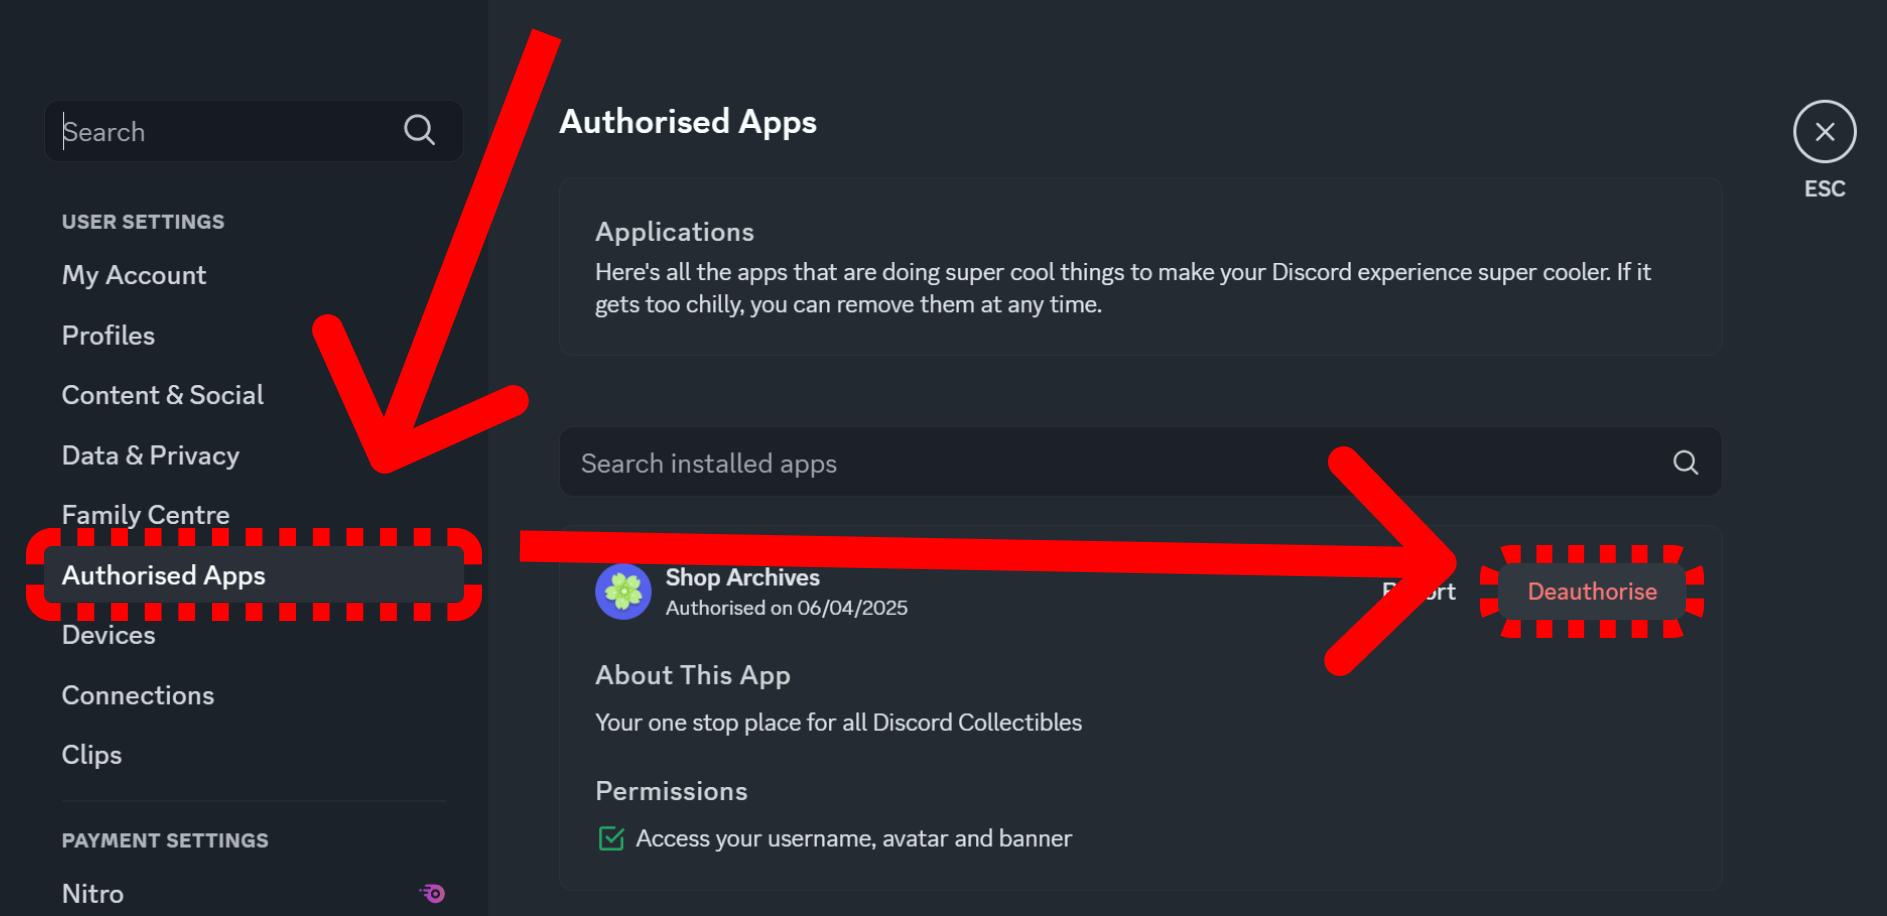 Search
USER SETTINGS
My Account
Profiles
Content & Social
Data & Privacy
Family Centre
Authorised Apps
Devices
Connections
Clips
PAYMENT SETTINGS
Nitro
Authorised Apps
ESC
Applications
Here's all the apps that are doing super cool things to make your Discord experience super cooler. If it
gets too chilly, you can remove them at any time.
Search installed apps
Shop Archives
Authorised on 06/04/2025
Deauthorise
About This App
Your one stop place for all Discord Collectibles
Permissions
Access your username, avatar and banner